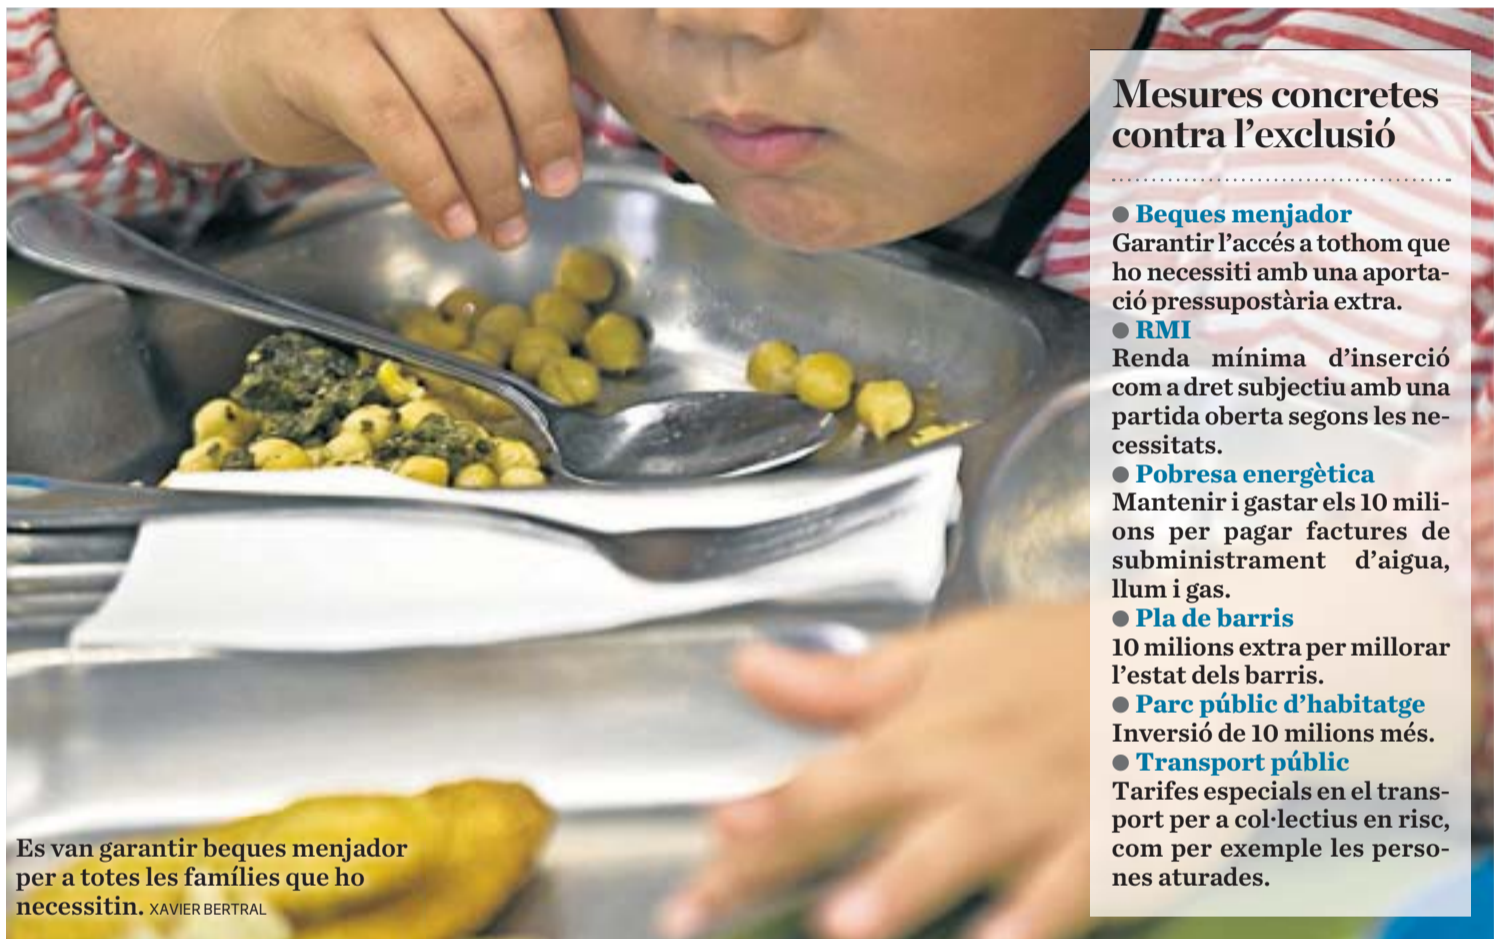 Mesures concretes
contra l’exclusió
● Beques menjador
Garantir l’accés a tothom que
ho necessiti amb una aporta-
ció pressupostària extra.
● RMI
Renda mínima d’inserció
com a dret subjectiu amb una
partida oberta segons les ne-
cessitats.
● Pobresa energètica
Mantenir i gastar els 10 mili-
ons per pagar factures de
subministrament d’aigua,
llum i gas.
● Pla de barris
10 milions extra per millorar
l’estat dels barris.
● Parc públic d’habitatge
Inversió de 10 milions més.
● Transport públic
Tarifes especials en el trans-
port per a col·lectius en risc,
com per exemple les perso-
nes aturades.
Es van garantir beques menjador
per a totes les famílies que ho
necessitin. XAVIER BERTRAL